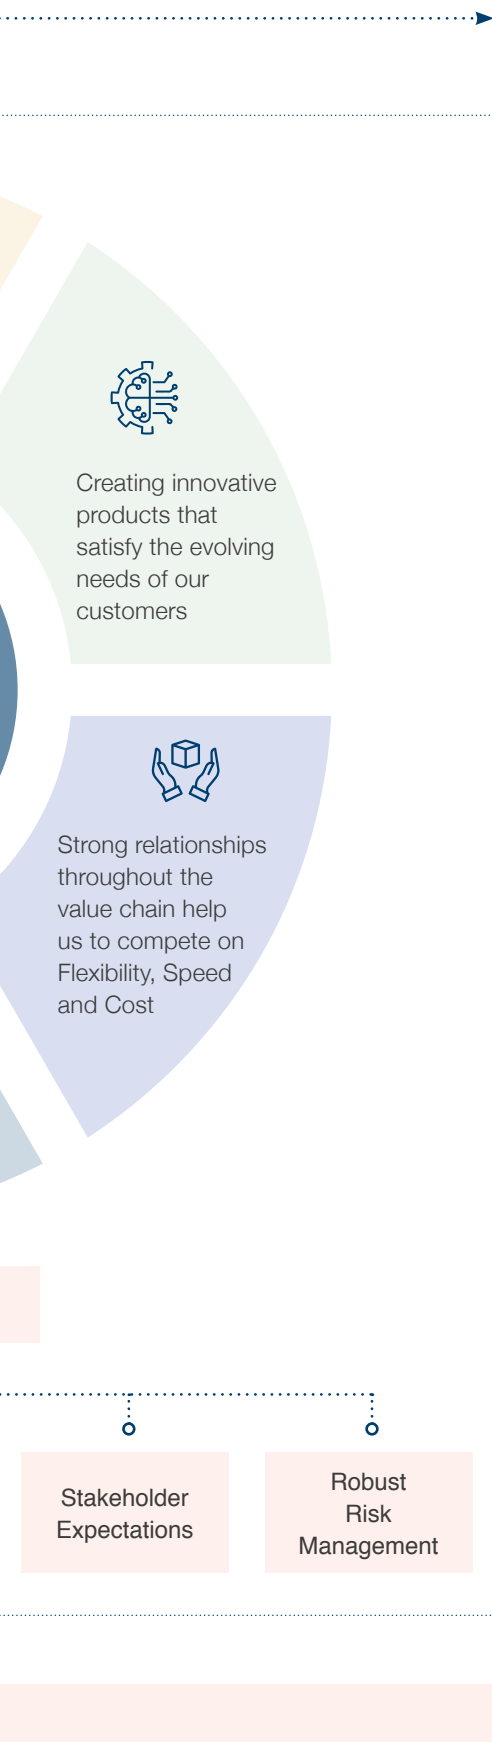 Creating innovative
products that
satisfy the evolving
needs of our
customers
Strong relationships
throughout the
value chain help
us to compete on
Flexibility, Speed
and Cost
Stakeholder
Expectations
Robust
Risk
Management